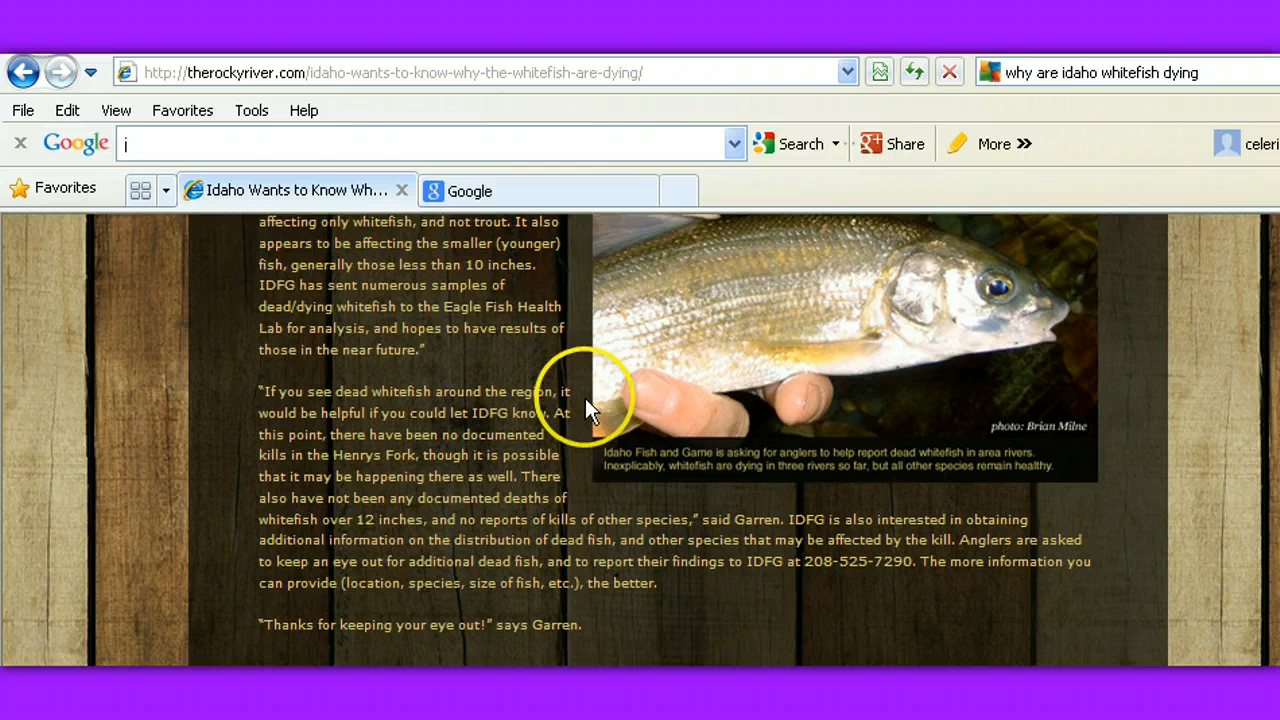 http://therockyriver.com/idaho-wants-to-know-why-the-whitefish-are-dying/
why are idaho whitefish dying
File Edit View Favorites Tools Help
Google
i
Search
Share
More »
celeri
Favorites
Idaho Wants to Know Wh...
Google
affecting only whitefish, and not trout. It also
appears to be affecting the smaller (younger)
fish, generally those less than 10 inches.
IDFG has sent numerous samples of
dead/dying whitefish to the Eagle Fish Health
Lab for analysis, and hopes to have results of
those in the near future.”
“If you see dead whitefish around the region, it
would be helpful if you could let IDFG know. At
this point, there have been no documented
kills in the Henrys Fork, though it is possible
that it may be happening there as well. There
also have not been any documented deaths of
whitefish over 12 inches, and no reports of kills of other species,” said Garren. IDFG is also interested in obtaining
additional information on the distribution of dead fish, and other species that may be affected by the kill. Anglers are asked
to keep an eye out for additional dead fish, and to report their findings to IDFG at 208-525-7290. The more information you
can provide (location, species, size of fish, etc.), the better.
“Thanks for keeping your eye out!” says Garren.
photo: Brian Milne
Idaho Fish and Game is asking for anglers to help report dead whitefish in area rivers.
Inexplicably, whitefish are dying in three rivers so far, but all other species remain healthy.